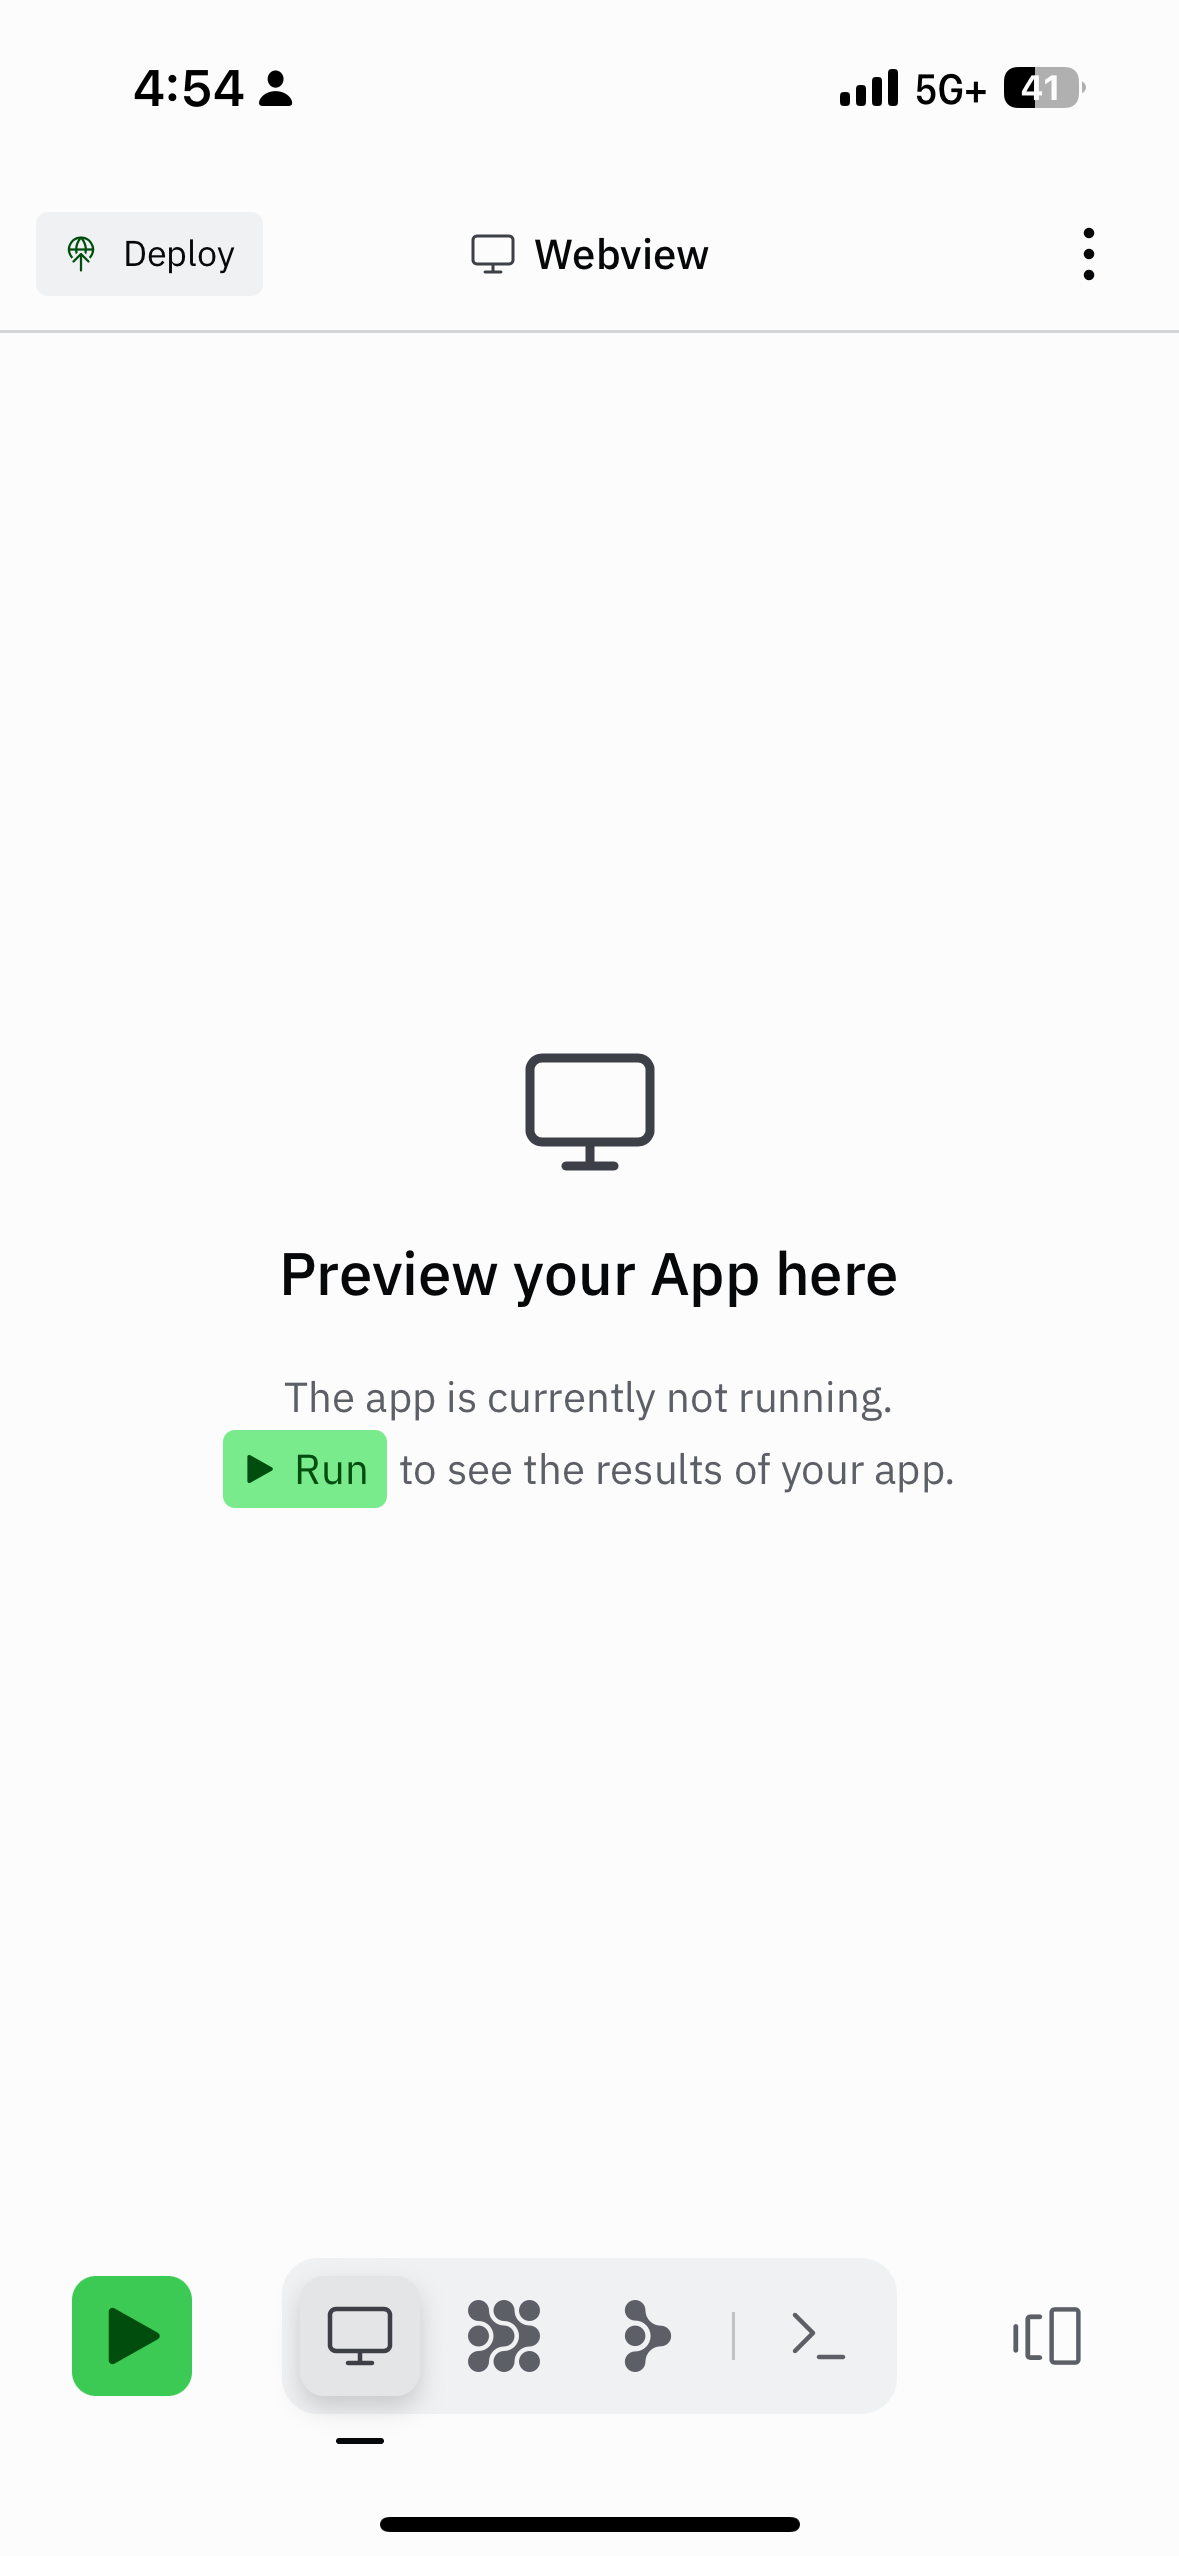 4:54
5G+
41
Deploy
Webview
Preview your App here
The app is currently not running.
Run to see the results of your app.